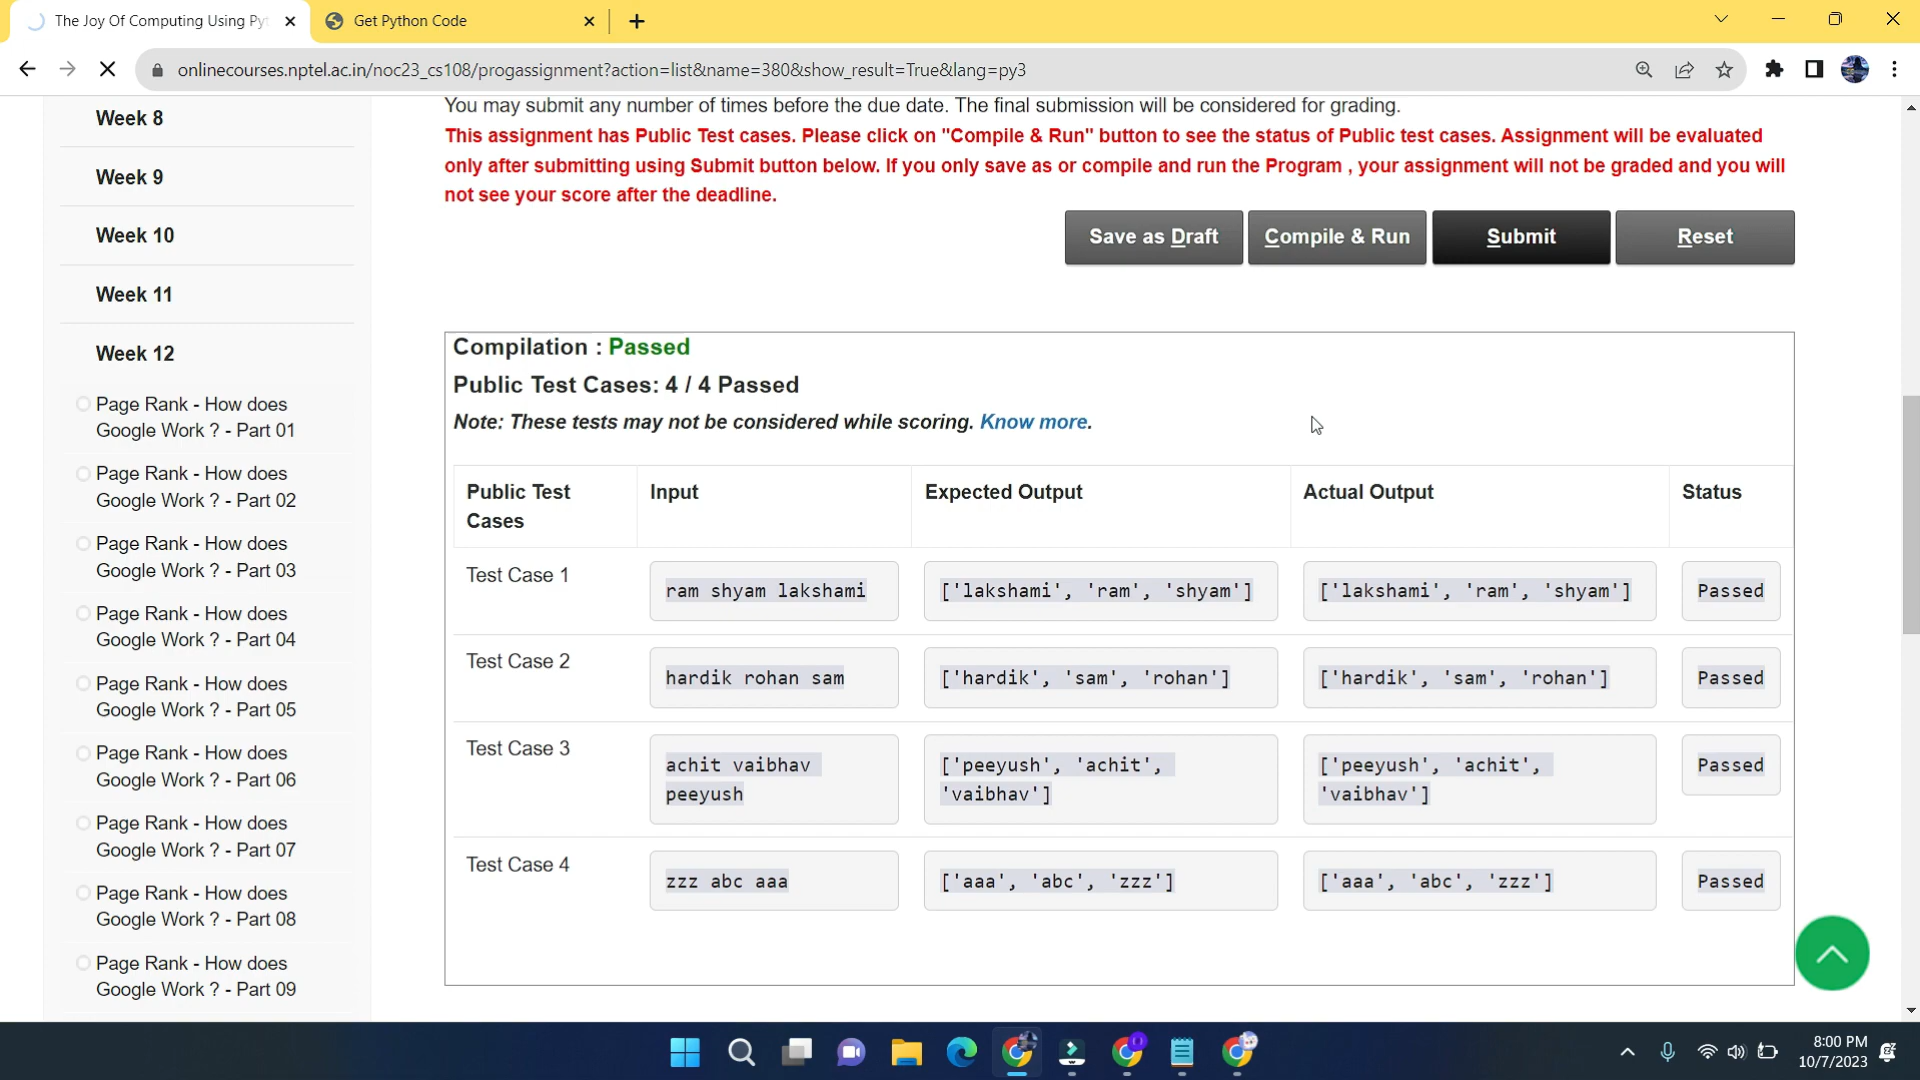 The Joy Of Computing Using Pyt
Get Python Code
onlinecourses.nptel.ac.in/noc23_cs108/progassignment?action=list&name=380&show_result=True&lang=py3
You may submit any number of times before the due date. The final submission will be considered for grading.
This assignment has Public Test cases. Please click on "Compile & Run" button to see the status of Public test cases. Assignment will be evaluated
only after submitting using Submit button below. If you only save as or compile and run the Program , your assignment will not be graded and you will
not see your score after the deadline.
Save as Draft
Compile & Run
Submit
Reset
Week 8
Week 9
Week 10
Week 11
Week 12
Page Rank - How does
Google Work ? - Part 01
Page Rank - How does
Google Work ? - Part 02
Page Rank - How does
Google Work ? - Part 03
Page Rank - How does
Google Work ? - Part 04
Page Rank - How does
Google Work ? - Part 05
Page Rank - How does
Google Work ? - Part 06
Page Rank - How does
Google Work ? - Part 07
Page Rank - How does
Google Work ? - Part 08
Page Rank - How does
Google Work ? - Part 09
Compilation : Passed
Public Test Cases: 4 / 4 Passed
Note: These tests may not be considered while scoring. Know more.
Public Test
Cases
Input
Expected Output
Actual Output
Status
Test Case 1
ram shyam lakshami
['lakshami', 'ram', 'shyam']
['lakshami', 'ram', 'shyam']
Passed
Test Case 2
hardik rohan sam
['hardik', 'sam', 'rohan']
['hardik', 'sam', 'rohan']
Passed
Test Case 3
achit vaibhav
peeyush
['peeyush', 'achit',
'vaibhav']
['peeyush', 'achit',
'vaibhav']
Passed
Test Case 4
zzz abc aaa
['aaa', 'abc', 'zzz']
['aaa', 'abc', 'zzz']
Passed
8:00 PM
10/7/2023